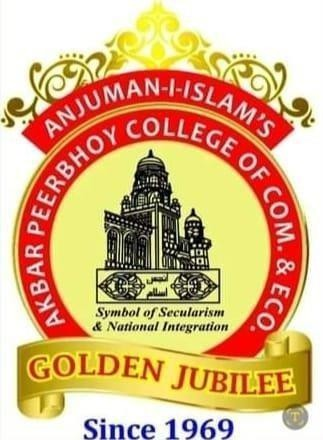 ANJUMAN-I-ISLAM'S
AKBAR PEERBHOY COLLEGE OF COM. & ECO.
انجمن
اسلام
Symbol of Secularism
& National Integration
GOLDEN JUBILEE
Since 1969